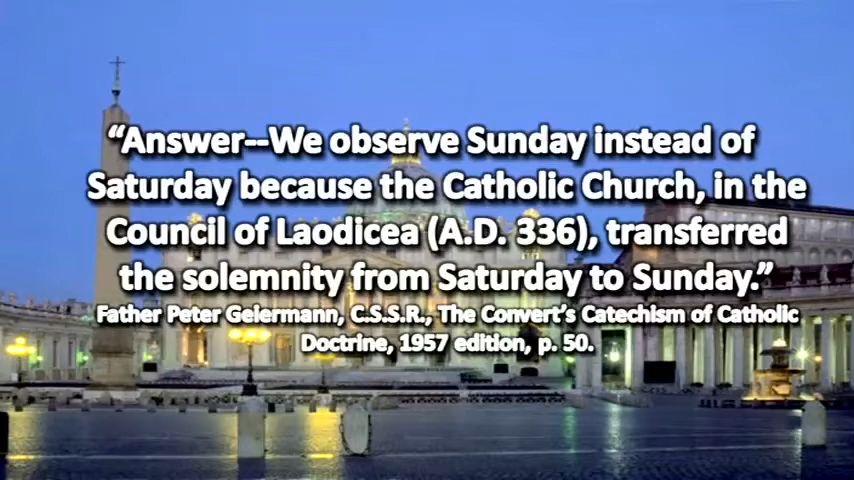 “Answer--We observe Sunday instead of
Saturday because the Catholic Church, in the
Council of Laodicea (A.D. 336), transferred
the solemnity from Saturday to Sunday.”
Father Peter Geiermann, C.S.S.R., The Convert’s Catechism of Catholic
Doctrine, 1957 edition, p. 50.